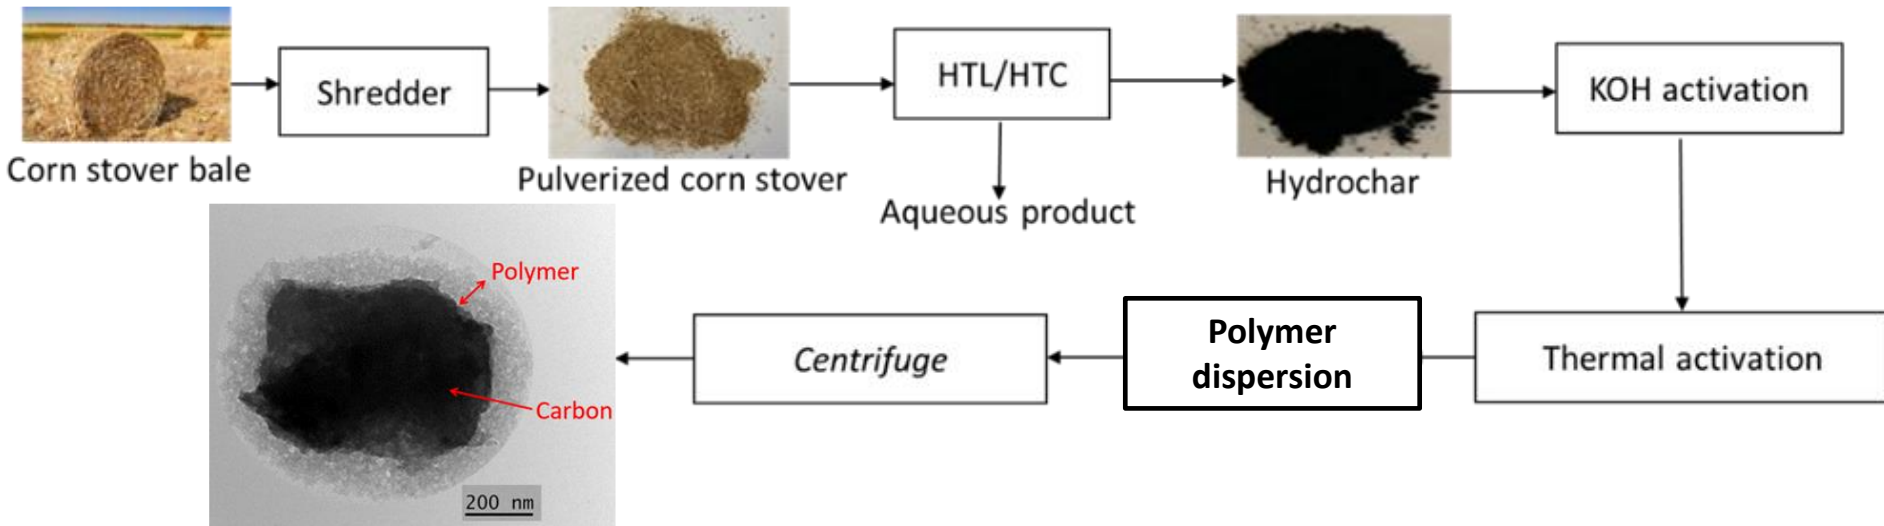 Shredder
HTL/HTC
KOH activation
Corn stover bale
Pulverized corn stover
Hydrochar
Aqueous product
Polymer
Carbon
200 nm
Centrifuge
Polymer
dispersion
Thermal activation